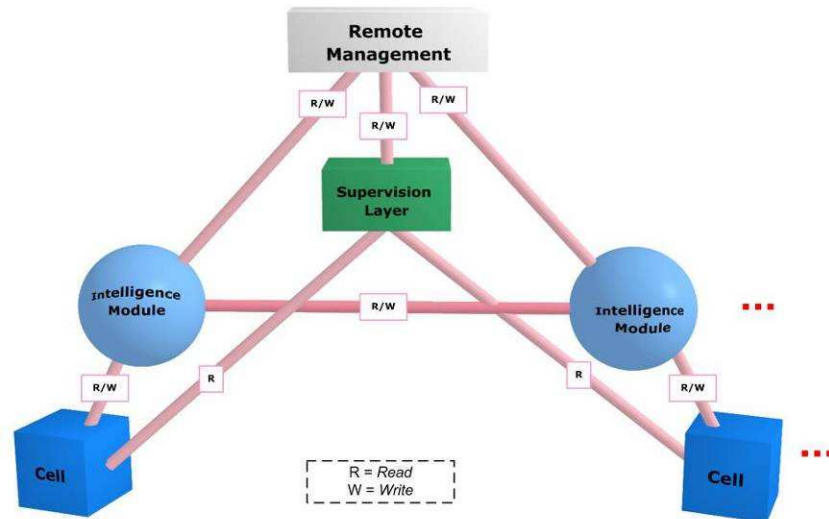 Remote
Management
R/W
R/W
R/W
Supervision
Layer
Intelligence
Module
R/W
Intelligence
Module
...
R/W
R
R
R/W
Cell
Cell
...
R = Read
W = Write